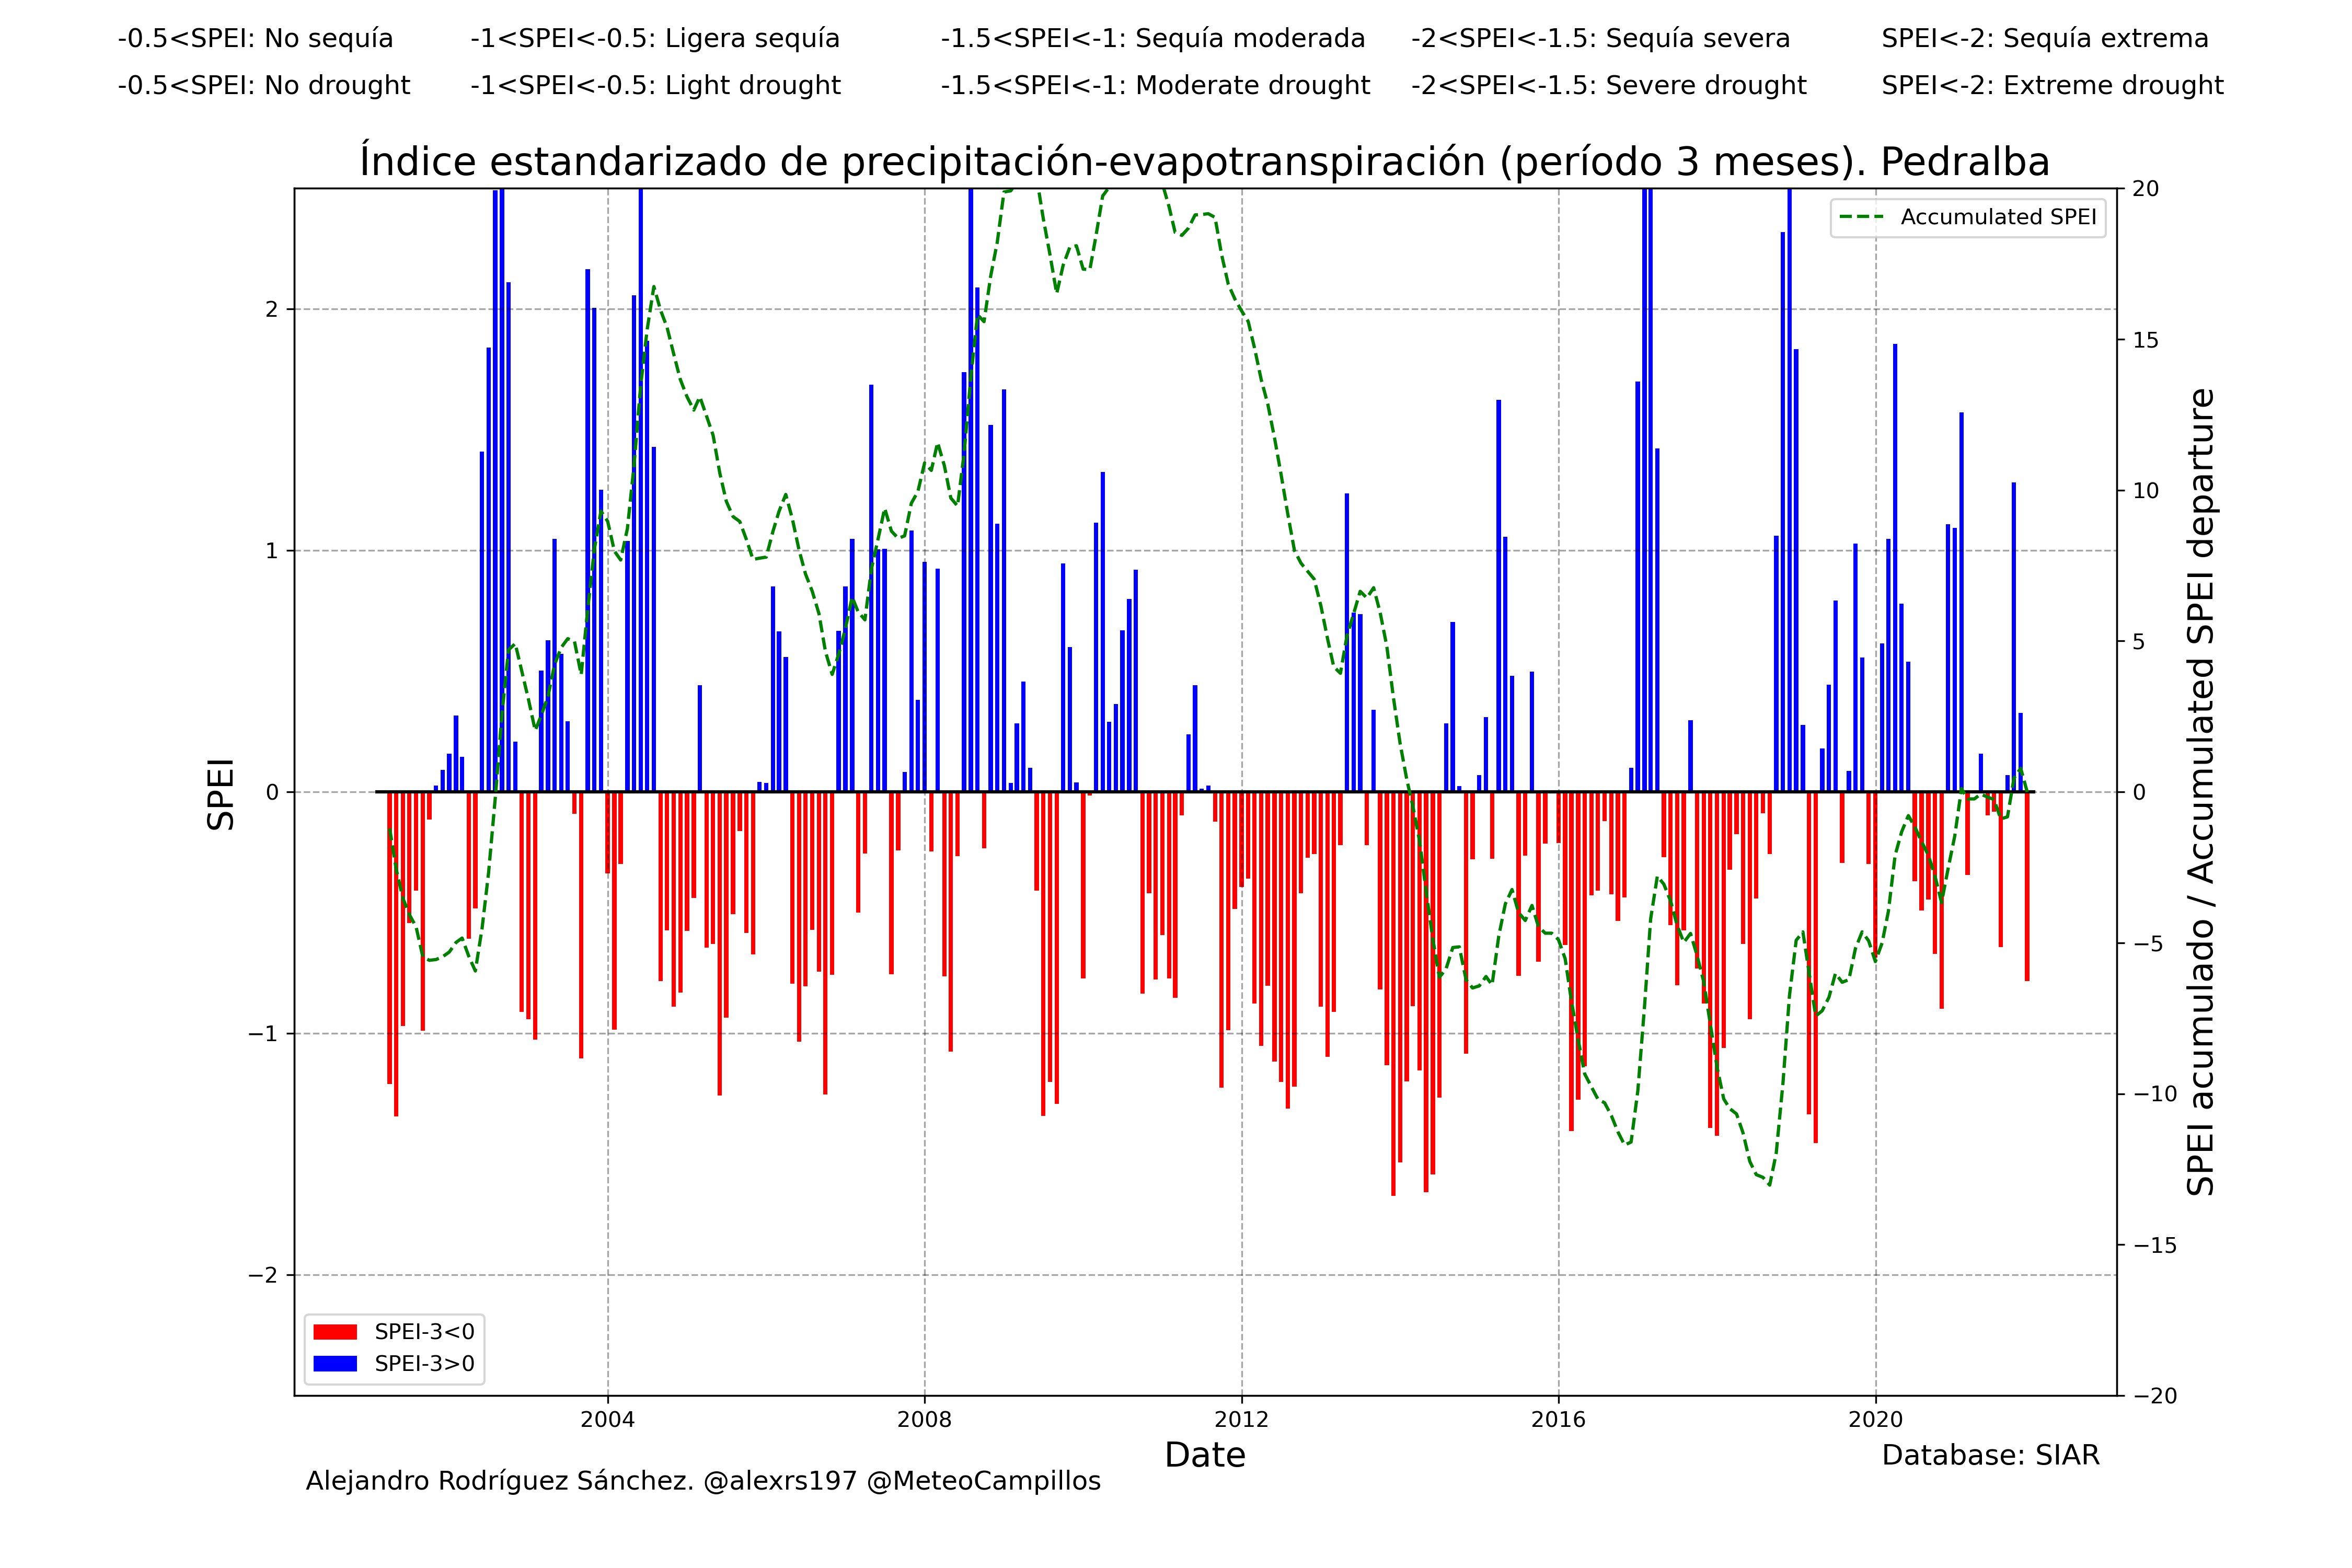 -0.5<SPEI: No sequía -1<SPEI<-0.5: Ligera sequía -1.5<SPEI<-1: Sequía moderada -2<SPEI<-1.5: Sequía severa SPEI<-2: Sequía extrema
-0.5<SPEI: No drought -1<SPEI<-0.5: Light drought -1.5<SPEI<-1: Moderate drought -2<SPEI<-1.5: Severe drought SPEI<-2: Extreme drought
Índice estandarizado de precipitación-evapotranspiración (período 3 meses). Pedralba
Accumulated SPEI
SPEI
2
1
0
−1
−2
20
15
10
5
0
−5
−10
−15
−20
SPEI acumulado / Accumulated SPEI departure
SPEI-3<0
SPEI-3>0
2004 2008 2012 2016 2020
Date
Database: SIAR
Alejandro Rodríguez Sánchez. @alexrs197 @MeteoCampillos